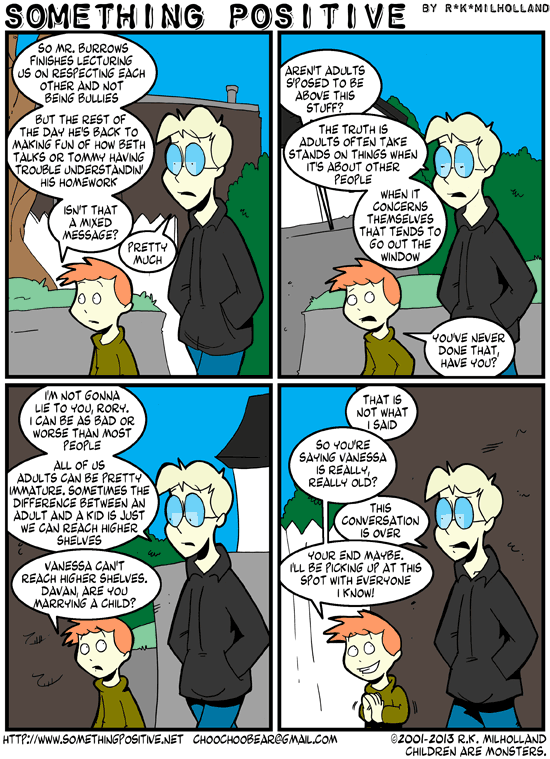 SOMETHING POSITIVE BY R*K*MILHOLLAND
SO MR. BURROWS
FINISHES LECTURING
US ON RESPECTING EACH
OTHER AND NOT
BEING BULLIES
BUT THE REST OF
THE DAY HE'S BACK TO
MAKING FUN OF HOW BETH
TALKS OR TOMMY HAVING
TROUBLE UNDERSTANDIN'
HIS HOMEWORK
ISN'T THAT
A MIXED
MESSAGE?
PRETTY
MUCH
AREN'T ADULTS
S'POSED TO BE
ABOVE THIS
STUFF?
THE TRUTH IS
ADULTS OFTEN TAKE
STANDS ON THINGS WHEN
IT'S ABOUT OTHER
PEOPLE
WHEN IT
CONCERNS
THEMSELVES
THAT TENDS TO
GO OUT THE
WINDOW
YOU'VE NEVER
DONE THAT,
HAVE YOU?
I'M NOT GONNA
LIE TO YOU, RORY.
I CAN BE AS BAD OR
WORSE THAN MOST
PEOPLE
ALL OF US
ADULTS CAN BE PRETTY
IMMATURE. SOMETIMES THE
DIFFERENCE BETWEEN AN
ADULT AND A KID IS JUST
WE CAN REACH HIGHER
SHELVES
VANESSA CAN'T
REACH HIGHER SHELVES.
DAVAN, ARE YOU
MARRYING A CHILD?
THAT IS
NOT WHAT
I SAID
SO YOU'RE
SAYING VANESSA
IS REALLY,
REALLY OLD?
THIS
CONVERSATION
IS OVER
YOUR END MAYBE.
I'LL BE PICKING UP AT THIS
SPOT WITH EVERYONE
I KNOW!
HTTP://WWW.SOMETHINGPOSITIVE.NET CHOOCHOOBEAR@GMAIL.COM ©2001-2013 R.K. MILHOLLAND
CHILDREN ARE MONSTERS.